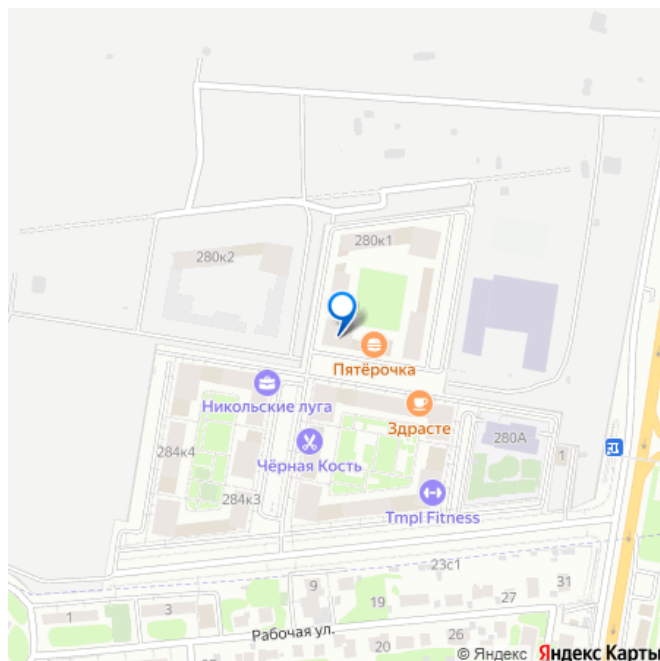 280к1
280к2
Пятёрочка
Никольские луга
Здрасте
280А
284к4
Чёрная Кость
1
284к3
Tmpl Fitness
23с1
9
31
1
3
19
27
Рабочая ул.
26
20
© Яндекс Яндекс Карты